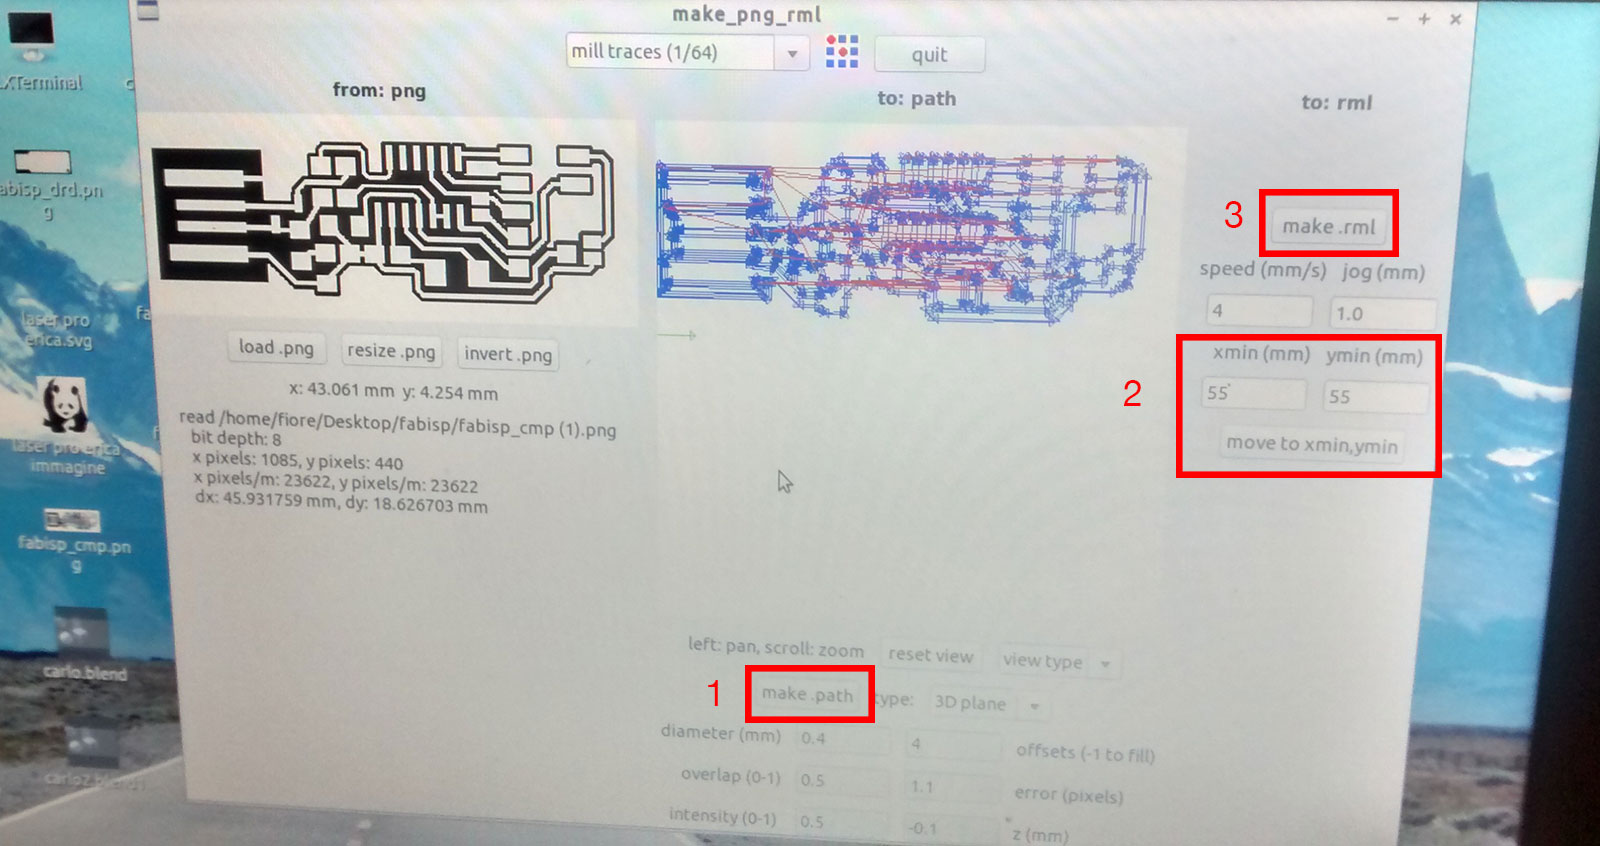 make_png_rml
mill traces (1/64)
quit
from: png
to: path
to: rml
XTerminal
abisp_drd.pn
g
laser pro
erica.svg
fa
laser pro erica
immagine
fabisp_cmp.pn
g
carlo.blend
carlo2.blend
load .png
resize .png
invert .png
x: 43.061 mm y: 4.254 mm
read /home/fiore/Desktop/fabisp/fabisp_cmp (1).png
bit depth: 8
x pixels: 1085, y pixels: 440
x pixels/m: 23622, y pixels/m: 23622
dx: 45.931759 mm, dy: 18.626703 mm
left: pan, scroll: zoom
reset view
view type
1
make .path
type:
3D plane
diameter (mm)
0.4
4
offsets (-1 to fill)
overlap (0-1)
0.5
1.1
error (pixels)
intensity (0-1)
0.5
-0.1
z (mm)
3
make .rml
speed (mm/s) jog (mm)
4
1.0
2
xmin (mm) ymin (mm)
55
55
move to xmin,ymin